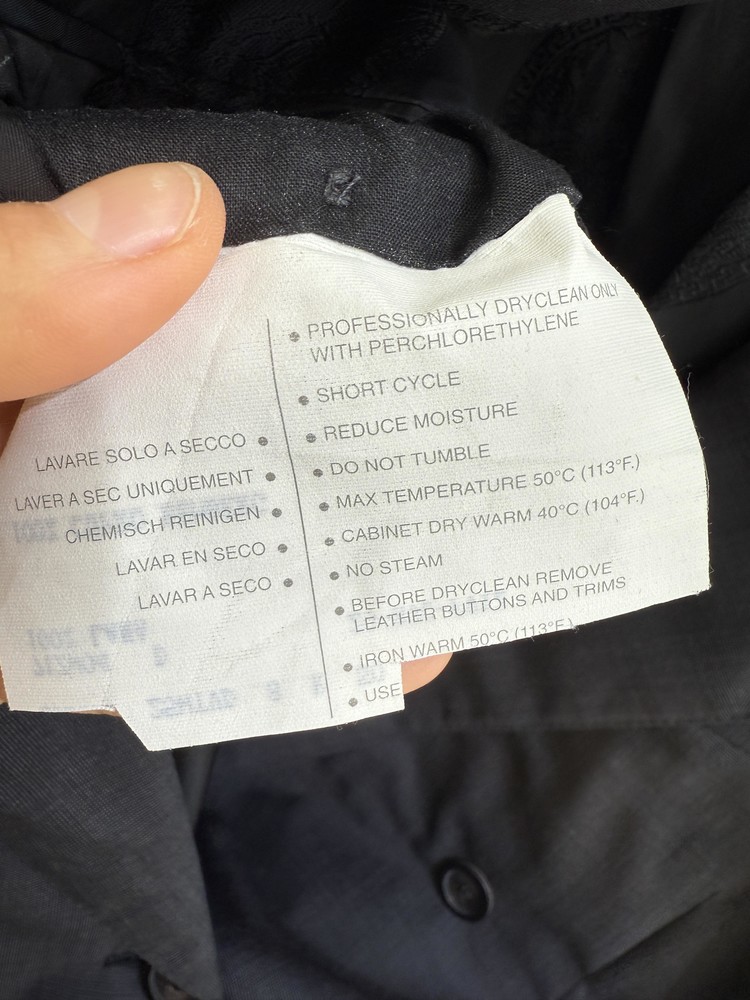 LAVARE SOLO A SECCO
LAVER A SEC UNIQUEMENT
CHEMISCH REINIGEN
LAVAR EN SECO
LAVAR A SECO
• PROFESSIONALLY DRYCLEAN ONLY
WITH PERCHLORETHYLENE
• SHORT CYCLE
• REDUCE MOISTURE
• DO NOT TUMBLE
• MAX TEMPERATURE 50°C (113°F.)
• CABINET DRY WARM 40°C (104°F.)
• NO STEAM
• BEFORE DRYCLEAN REMOVE
LEATHER BUTTONS AND TRIMS
• IRON WARM 50°C (113°F.)
• USE